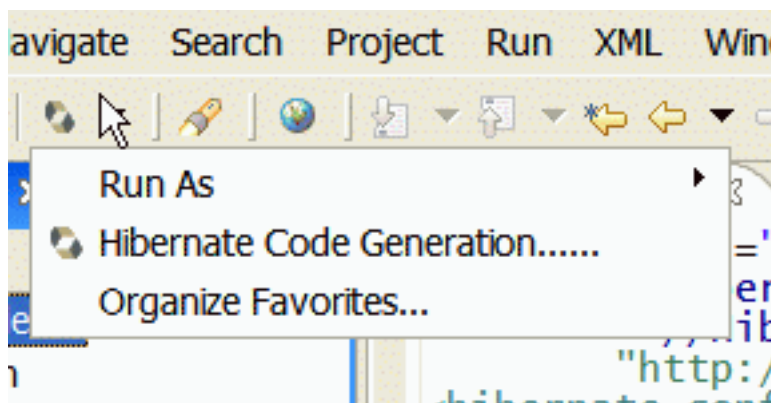 avigate Search Project Run XML Win
Run As
Hibernate Code Generation......
Organize Favorites...
="
"http:/